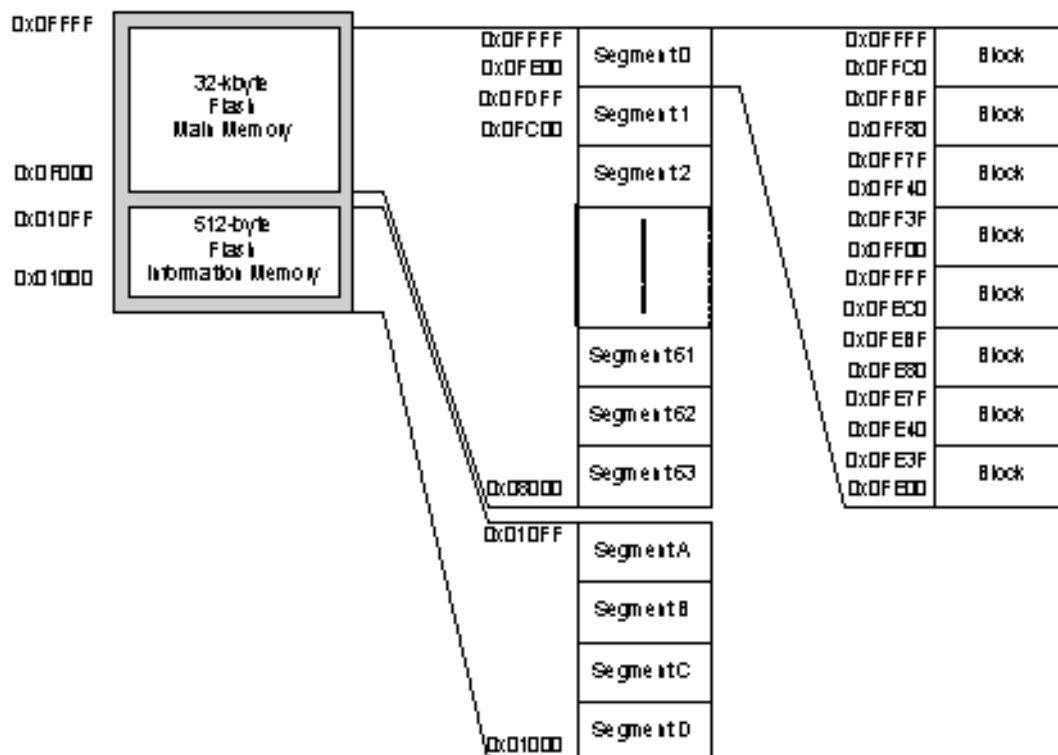 0x0FFFF
32-kbyte
Flash
Main Memory
0x0F000
0x010FF
512-byte
Flash
Information Memory
0x01000
0x0FFFF
0x0FE00
0x0FDFF
0x0FC00
Segment0
Segment1
Segment2
Segment61
Segment62
Segment63
0x08000
0x010FF
SegmentA
SegmentB
SegmentC
SegmentD
0x01000
0x0FFFF
Block
0x0FFC0
0x0FFBF
Block
0x0FF80
0x0FF7F
Block
0x0FF40
0x0FF3F
Block
0x0FF00
0x0FFFF
Block
0x0FEC0
0x0FEBF
Block
0x0FE80
0x0FE7F
Block
0x0FE40
0x0FE3F
Block
0x0FE00